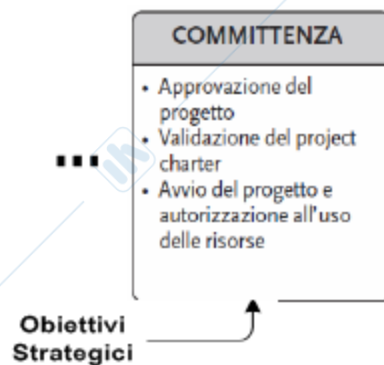 COMMITTENZA
• Approvazione del
progetto
• Validazione del project
charter
• Avvio del progetto e
autorizzazione all'uso
delle risorse
...
Obiettivi
Strategici